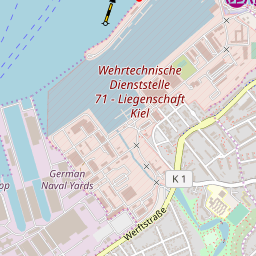 Wehrtechnische
Dienststelle
71 - Liegenschaft
Kiel
German
Naval Yards
K 1
Werftstraße